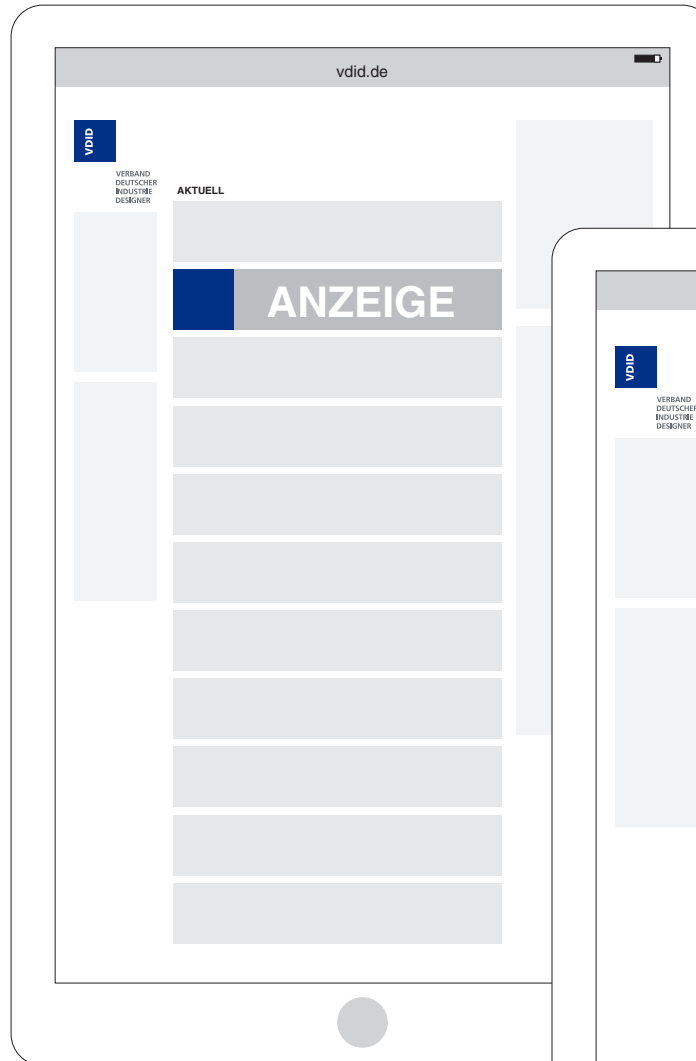 vdid.de
VDID
VERBAND
DEUTSCHER
INDUSTRIE
DESIGNER
AKTUELL
ANZEIGE
VDID
VERBAND
DEUTSCHER
INDUSTRIE
DESIGNER